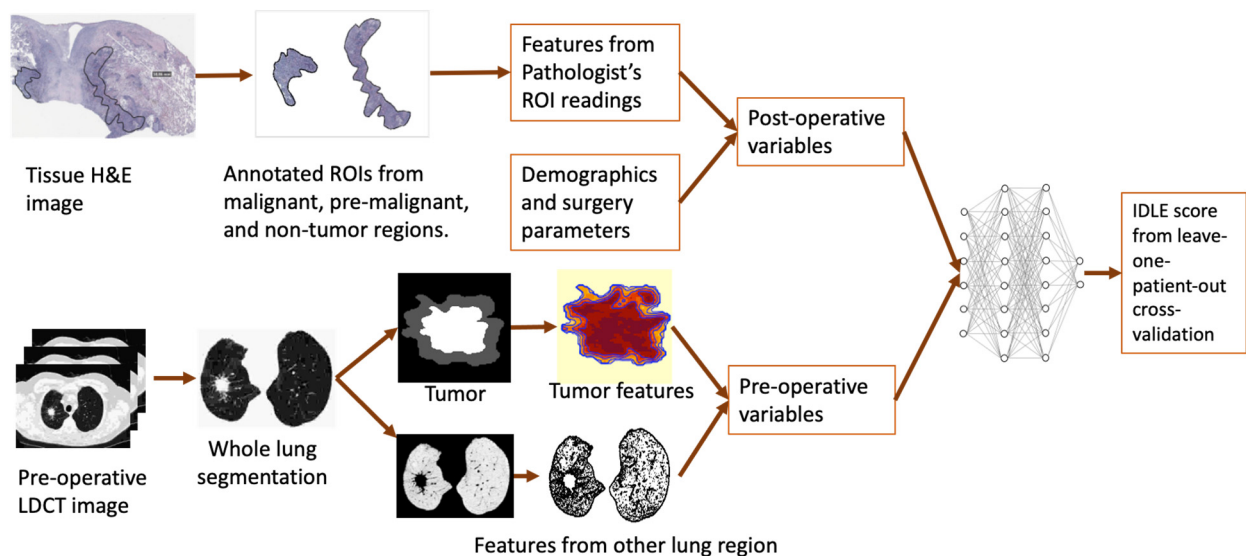 Features from
Pathologist's
ROI readings
Tissue H&E
image
Annotated ROIs from
malignant, pre-malignant,
and non-tumor regions.
Demographics
and surgery
parameters
Post-operative
variables
IDLE score
from leave-
one-
patient-out
cross-
validation
Pre-operative
LDCT image
Whole lung
segmentation
Tumor
Tumor features
Pre-operative
variables
Features from other lung region